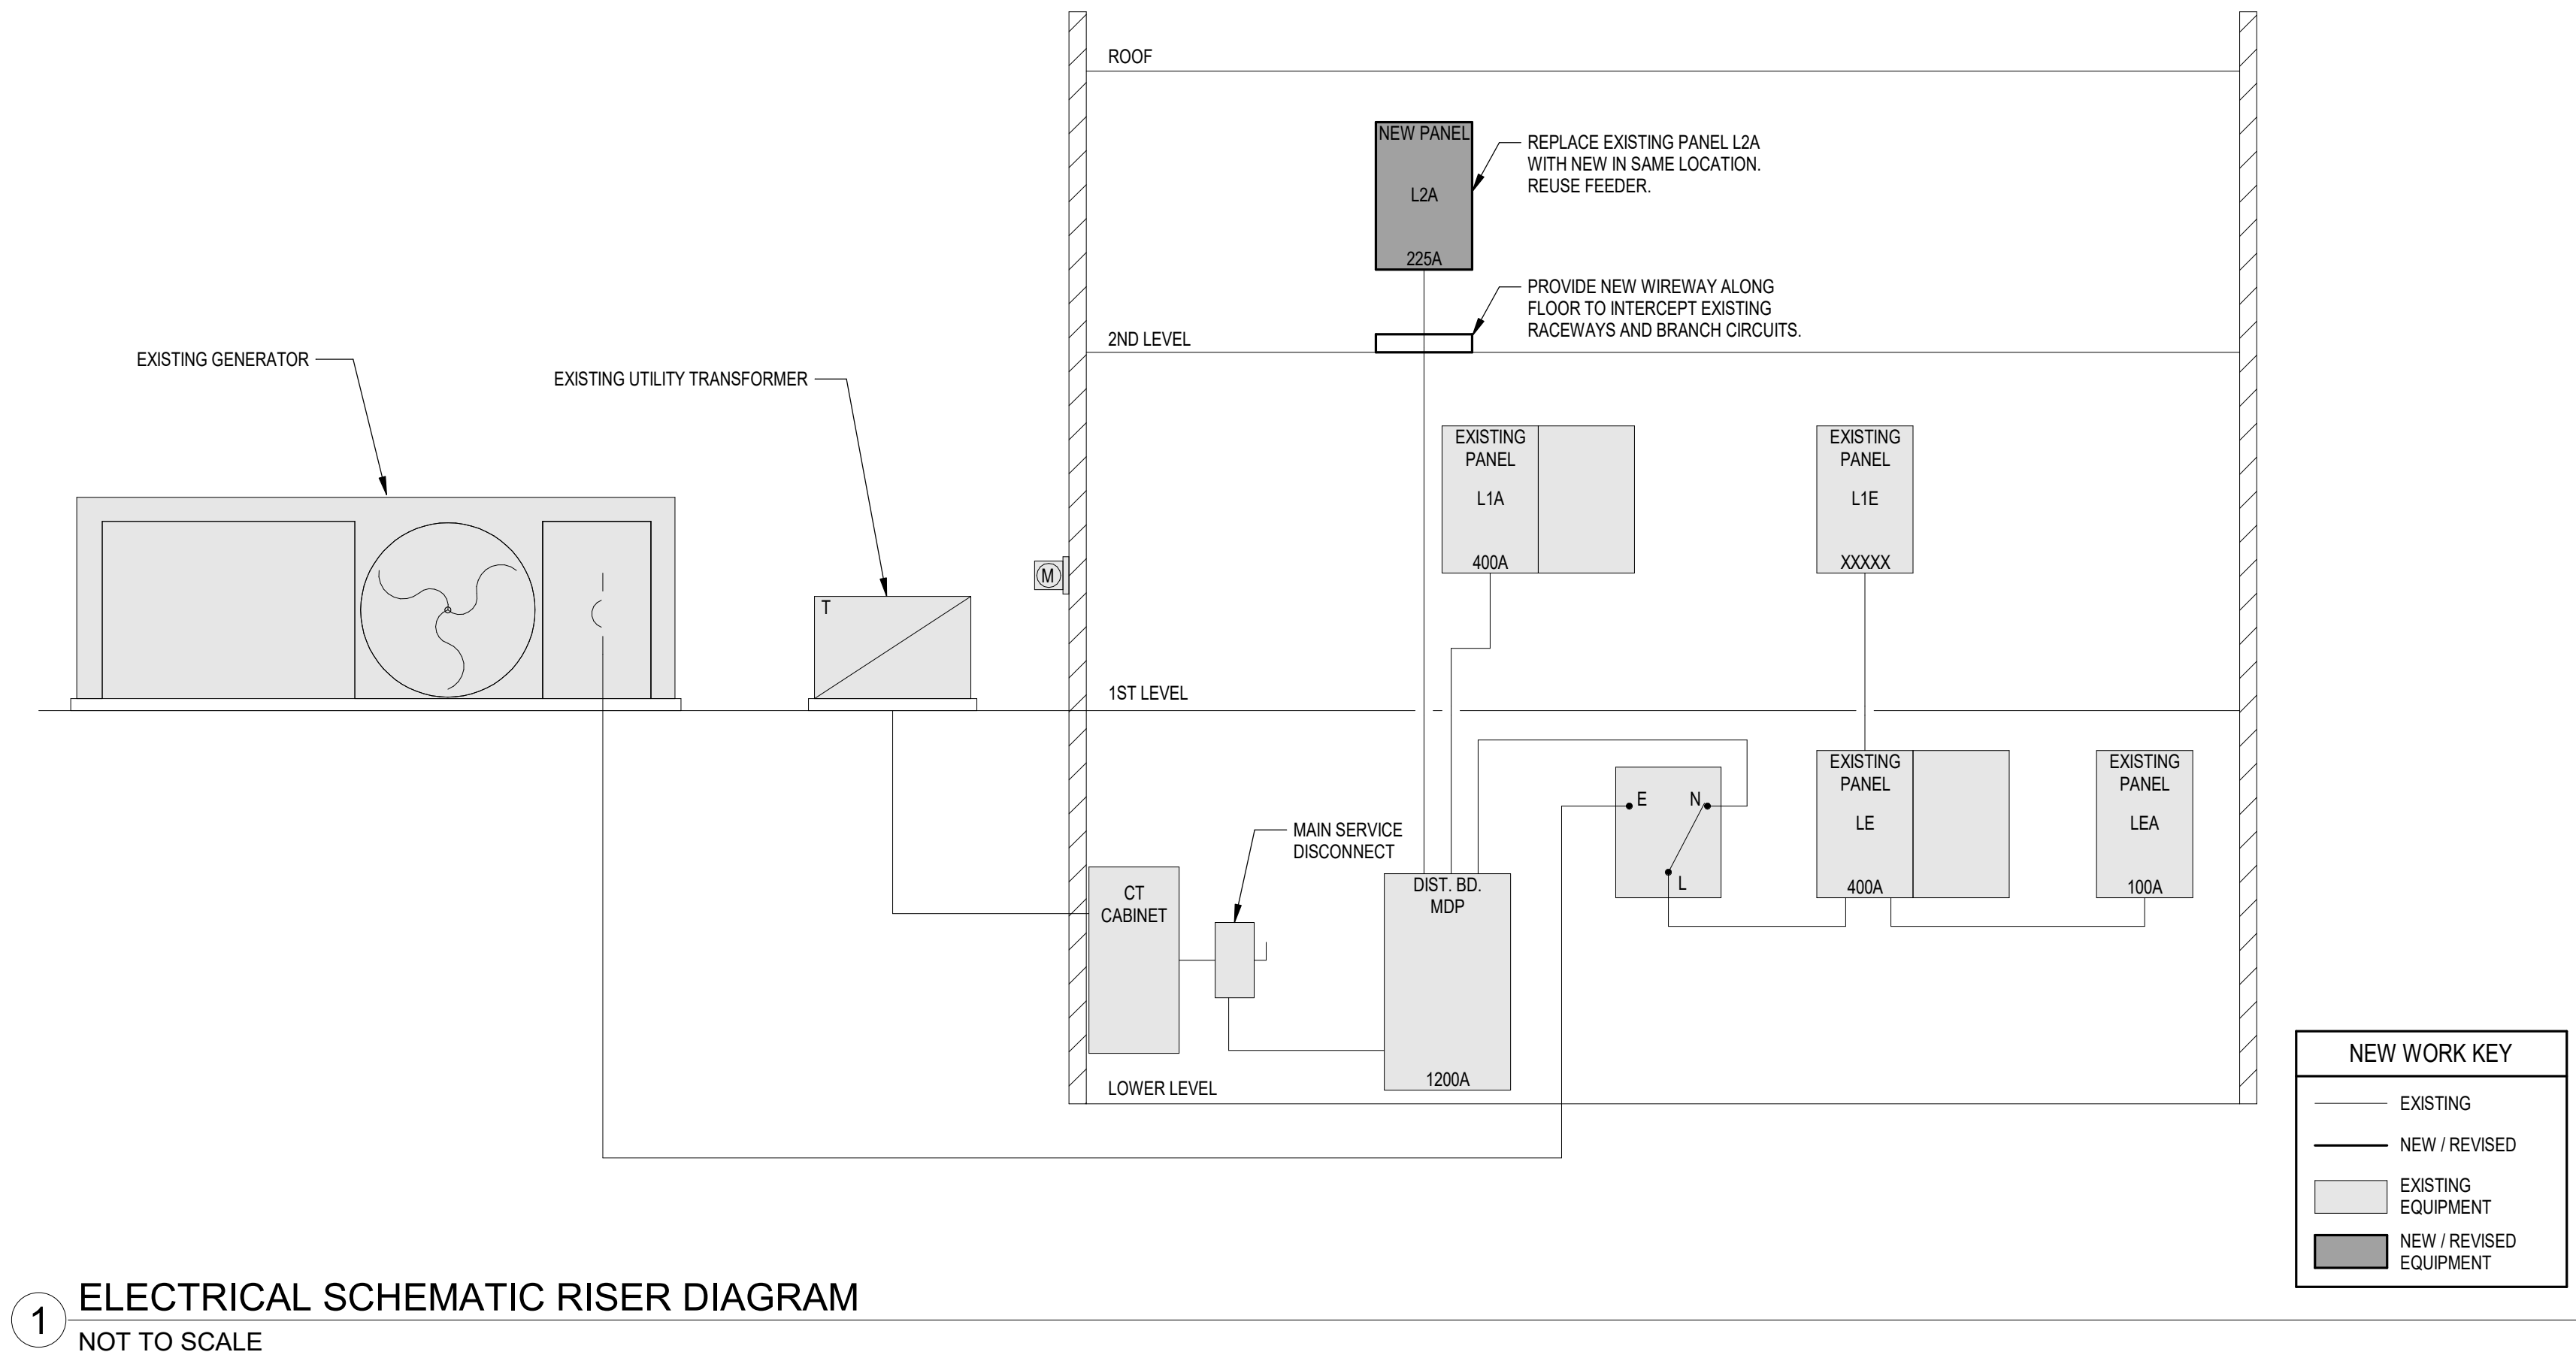 ROOF
NEW PANEL
L2A
225A
REPLACE EXISTING PANEL L2A
WITH NEW IN SAME LOCATION.
REUSE FEEDER.
PROVIDE NEW WIREWAY ALONG
FLOOR TO INTERCEPT EXISTING
RACEWAYS AND BRANCH CIRCUITS.
2ND LEVEL
EXISTING GENERATOR
EXISTING UTILITY TRANSFORMER
EXISTING
PANEL
L1A
400A
EXISTING
PANEL
L1E
XXXXX
M
T
1ST LEVEL
E
N
L
EXISTING
PANEL
LE
400A
EXISTING
PANEL
LEA
100A
MAIN SERVICE
DISCONNECT
CT
CABINET
DIST. BD.
MDP
1200A
LOWER LEVEL
NEW WORK KEY
EXISTING
NEW / REVISED
EXISTING
EQUIPMENT
NEW / REVISED
EQUIPMENT
1
ELECTRICAL SCHEMATIC RISER DIAGRAM
NOT TO SCALE